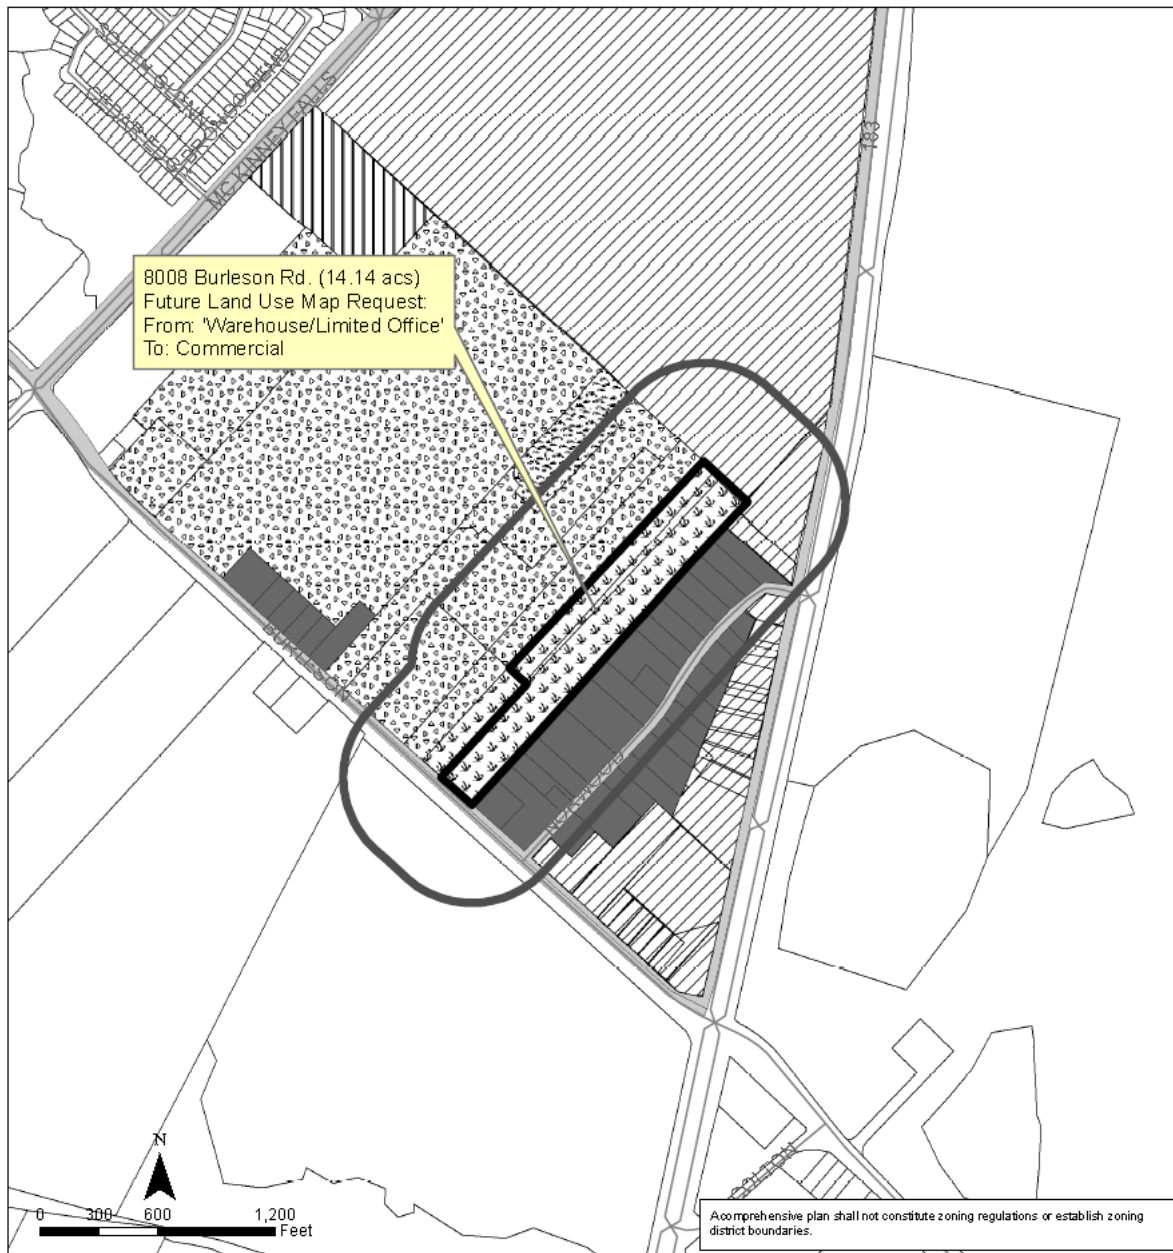 MC KINNEY FALLS
183
8008 Burleson Rd. (14.14 acs)
Future Land Use Map Request:
From: 'Warehouse/Limited Office'
To: Commercial
BURLESON
N
0 300 600 1,200
Feet
Acomprehensive plan shall not constitute zoning regulations or establish zoning
district boundaries.